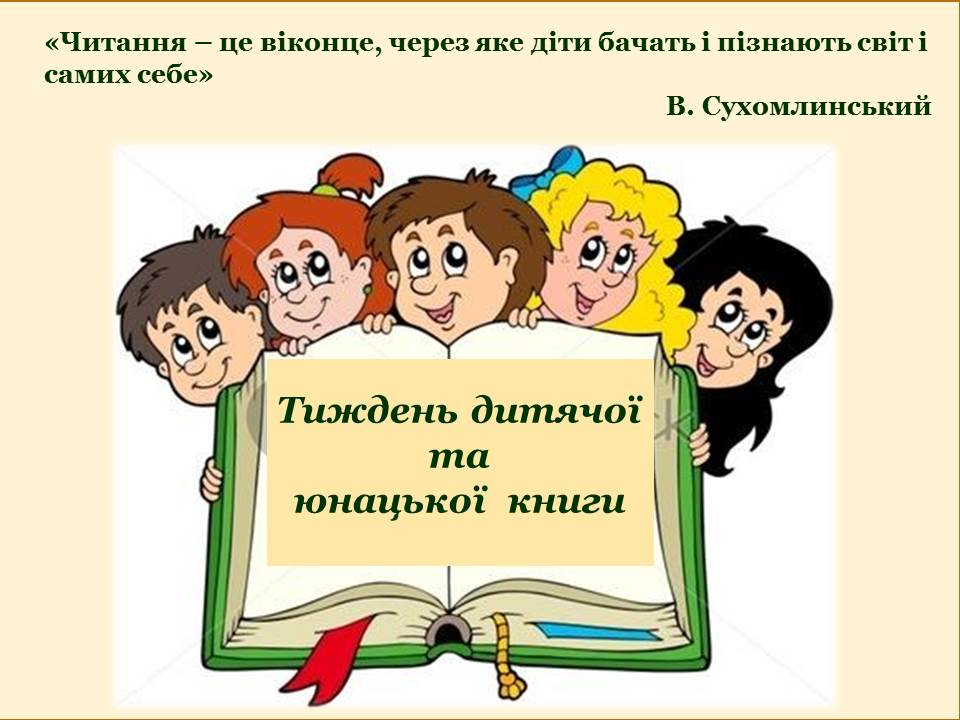 «Читання – це віконце, через яке діти бачать і пізнають світ і
самих себе»
В. Сухомлинський
Тиждень дитячої
та
юнацької книги